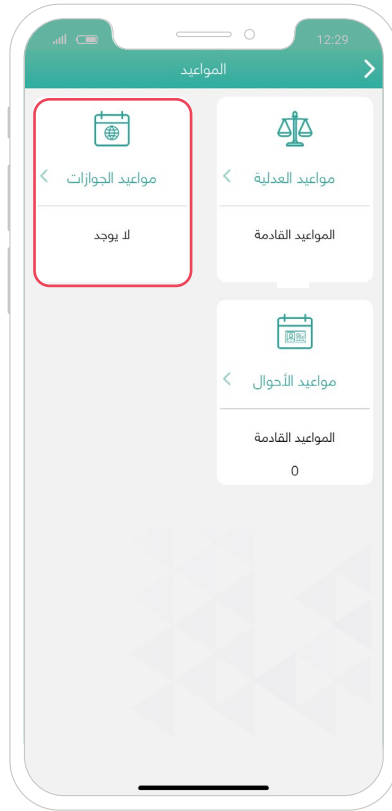 12:29
المواعيد
مواعيد العدلية
المواعيد القادمة
مواعيد الجوازات
لا يوجد
مواعيد الأحوال
المواعيد القادمة
0